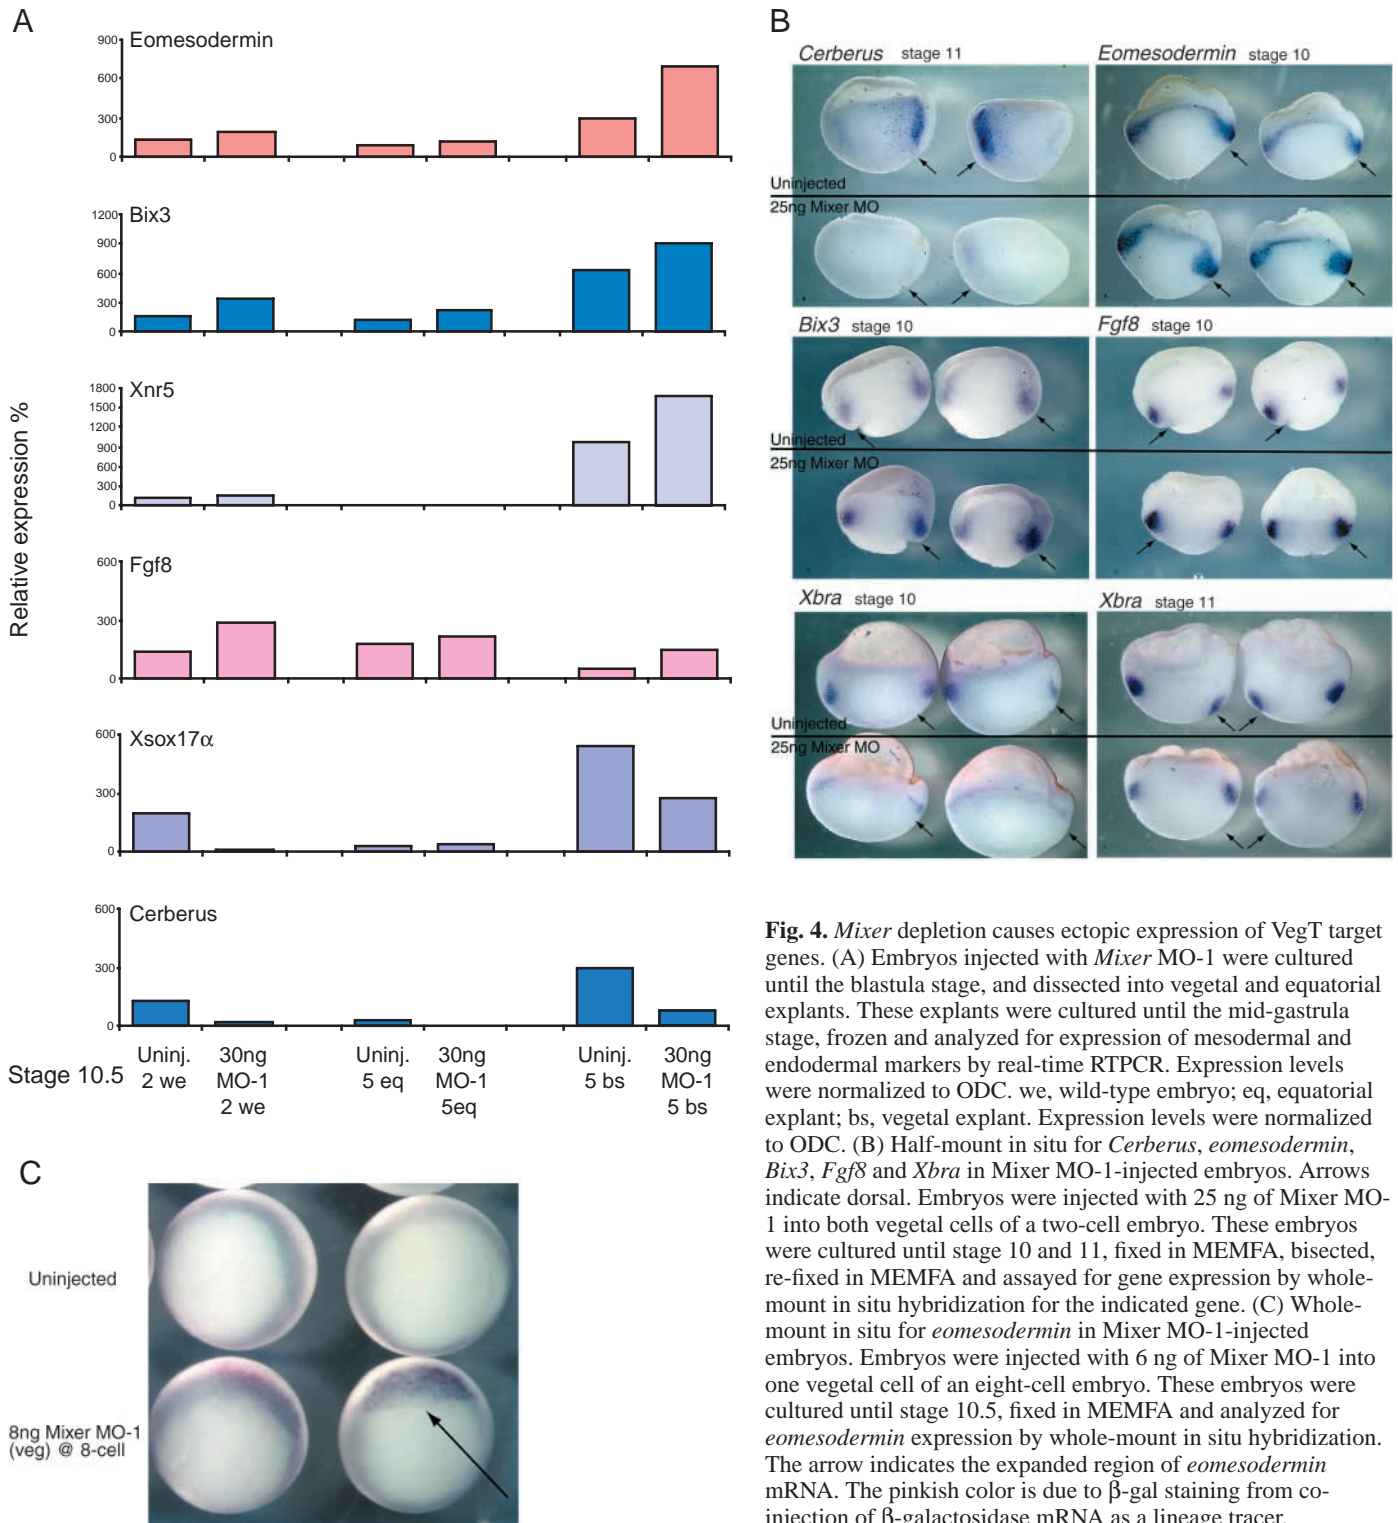 A
Eomesodermin
900
600
300
0
Bix3
1200
900
600
300
0
Xnr5
1800
1500
1200
900
600
300
0
Fgf8
600
300
0
Xsox17α
600
300
0
Cerberus
600
300
0
Relative expression %
Stage 10.5
Uninj. 30ng Uninj. 30ng Uninj. 30ng
2 we MO-1 5 eq MO-1 5 bs MO-1
2 we 5eq 5 bs
B
Cerberus stage 11
Eomesodermin stage 10
Uninjected
25ng Mixer MO
Bix3 stage 10
Fgf8 stage 10
Uninjected
25ng Mixer MO
Xbra stage 10
Xbra stage 11
Uninjected
25ng Mixer MO
C
Uninjected
8ng Mixer MO-1
(veg) @ 8-cell
Fig. 4. Mixer depletion causes ectopic expression of VegT target
genes. (A) Embryos injected with Mixer MO-1 were cultured
until the blastula stage, and dissected into vegetal and equatorial
explants. These explants were cultured until the mid-gastrula
stage, frozen and analyzed for expression of mesodermal and
endodermal markers by real-time RTPCR. Expression levels
were normalized to ODC. we, wild-type embryo; eq, equatorial
explant; bs, vegetal explant. Expression levels were normalized
to ODC. (B) Half-mount in situ for Cerberus, eomesodermin,
Bix3, Fgf8 and Xbra in Mixer MO-1-injected embryos. Arrows
indicate dorsal. Embryos were injected with 25 ng of Mixer MO-
1 into both vegetal cells of a two-cell embryo. These embryos
were cultured until stage 10 and 11, fixed in MEMFA, bisected,
re-fixed in MEMFA and assayed for gene expression by whole-
mount in situ hybridization for the indicated gene. (C) Whole-
mount in situ for eomesodermin in Mixer MO-1-injected
embryos. Embryos were injected with 6 ng of Mixer MO-1 into
one vegetal cell of an eight-cell embryo. These embryos were
cultured until stage 10.5, fixed in MEMFA and analyzed for
eomesodermin expression by whole-mount in situ hybridization.
The arrow indicates the expanded region of eomesodermin
mRNA. The pinkish color is due to β-gal staining from co-
injection of β-galactosidase mRNA as a lineage tracer.